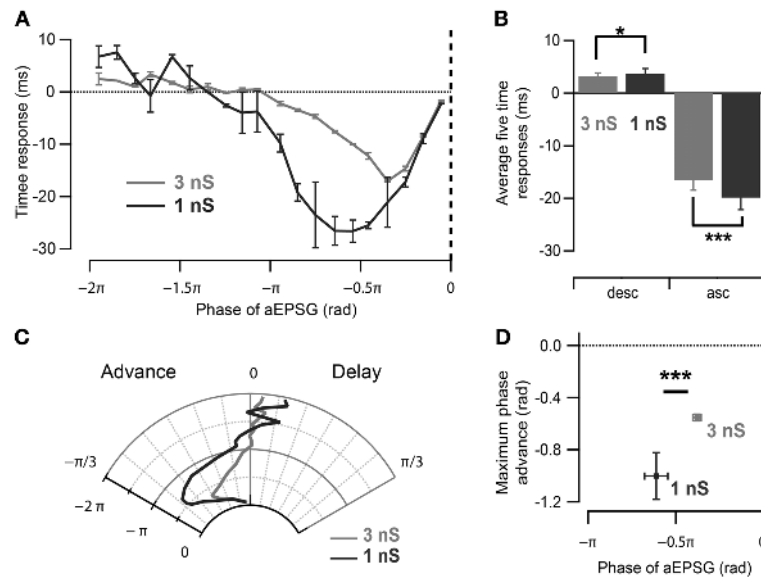 A
Timee response (ms)
10
0
-10
-20
-30
3 nS
1 nS
−2π
−1.5π
−π
−0.5π
0
Phase of aEPSG (rad)
B
Average five time
responses (ms)
10
0
-10
-20
-30
*
3 nS
1 nS
***
desc
asc
C
Advance
0
Delay
−π/3
π/3
−2 π
− π
0
3 nS
1 nS
D
Maximum phase
advance (rad)
0.0
-0.4
-0.8
-1.2
***
3 nS
1 nS
−π
−0.5π
0
Phase of aEPSG (rad)